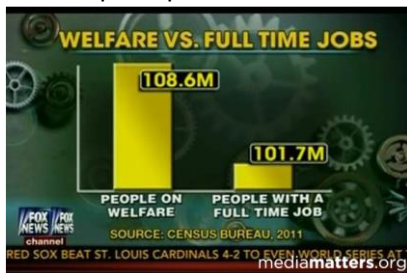 WELFARE VS. FULL TIME JOBS
108.6M
101.7M
PEOPLE ON
WELFARE
PEOPLE WITH A
FULL TIME JOB
SOURCE: CENSUS BUREAU, 2011
FOX
NEWS
FOX
NEWS
channel
RED SOX BEAT ST. LOUIS CARDINALS 4-2 TO EVEN WORLD SERIES AT
mediamatters.org